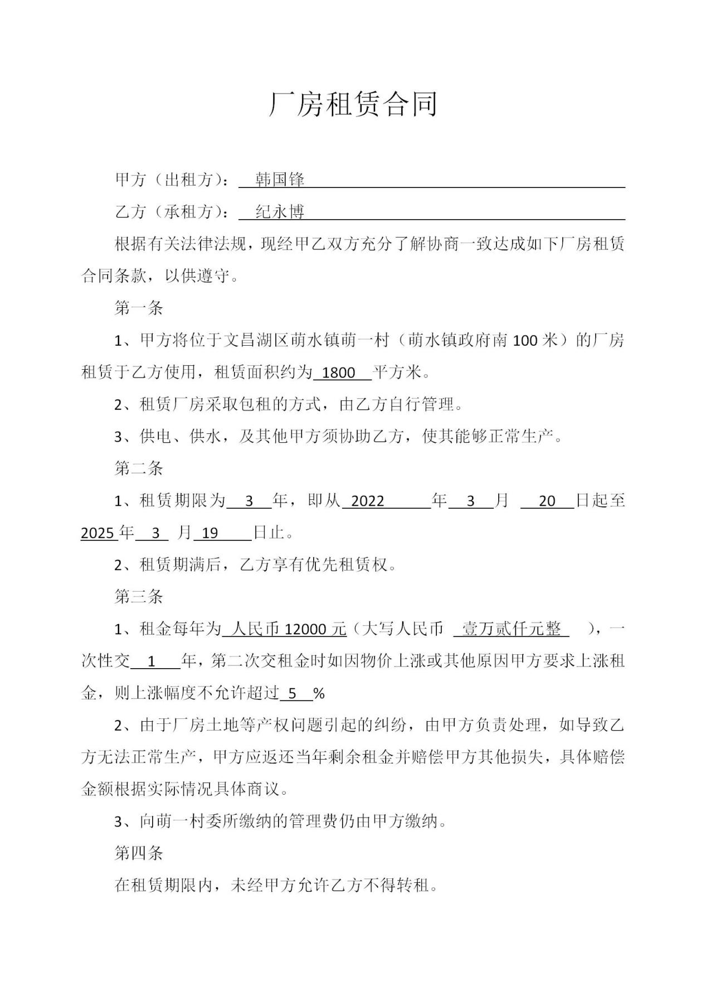 厂房租赁合同
甲方（出租方）： 韩国锋
乙方（承租方）： 纪永博
根据有关法律法规，现经甲乙双方充分了解协商一致达成如下厂房租赁
合同条款，以供遵守。
第一条
1、甲方将位于文昌湖区萌水镇萌一村（萌水镇政府南 100 米）的厂房
租赁于乙方使用，租赁面积约为 1800 平方米。
2、租赁厂房采取包租的方式，由乙方自行管理。
3、供电、供水，及其他甲方须协助乙方，使其能够正常生产。
第二条
1、租赁期限为 3 年，即从 2022 年 3 月 20 日起至
2025 年 3 月 19 日止。
2、租赁期满后，乙方享有优先租赁权。
第三条
1、租金每年为 人民币 12000 元（大写人民币 壹万贰仟元整 ），一
次性交 1 年，第二次交租金时如因物价上涨或其他原因甲方要求上涨租
金，则上涨幅度不允许超过 5 %
2、由于厂房土地等产权问题引起的纠纷，由甲方负责处理，如导致乙
方无法正常生产，甲方应返还当年剩余租金并赔偿甲方其他损失，具体赔偿
金额根据实际情况具体商议。
3、向萌一村委所缴纳的管理费仍由甲方缴纳。
第四条
在租赁期限内，未经甲方允许乙方不得转租。